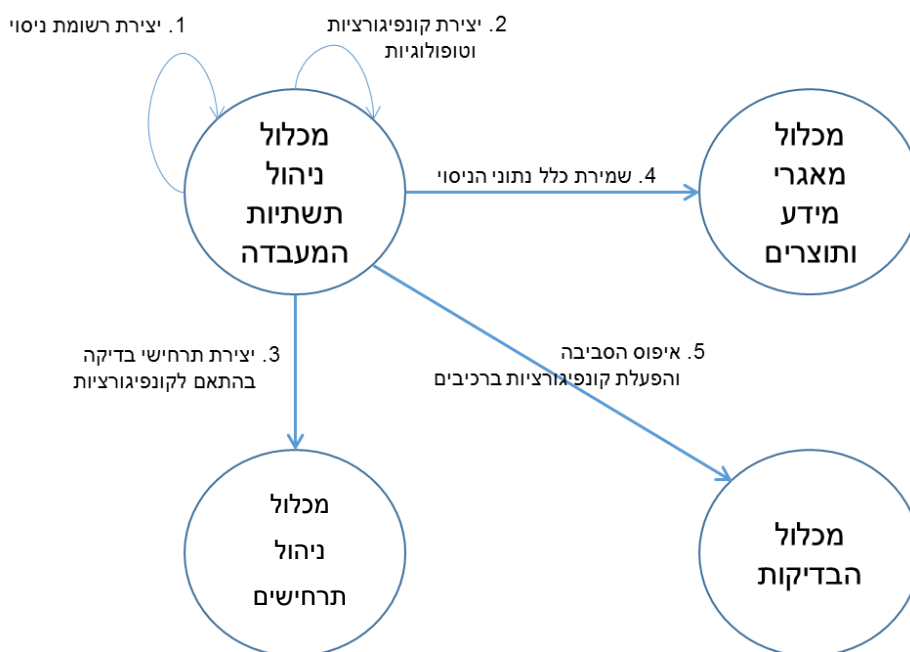 1. יצירת רשומת ניסוי
2. יצירת קונפיגורציות
וטופולוגיות
מכלול
ניהול
תשתיות
המעבדה
4. שמירת כלל נתוני הניסוי
מכלול
מאגרי
מידע
ותוצרים
3. יצירת תרחישי בדיקה
בהתאם לקונפיגורציות
5. איפוס הסביבה
והפעלת קונפיגורציות ברכיבים
מכלול
ניהול
תרחישים
מכלול
הבדיקות